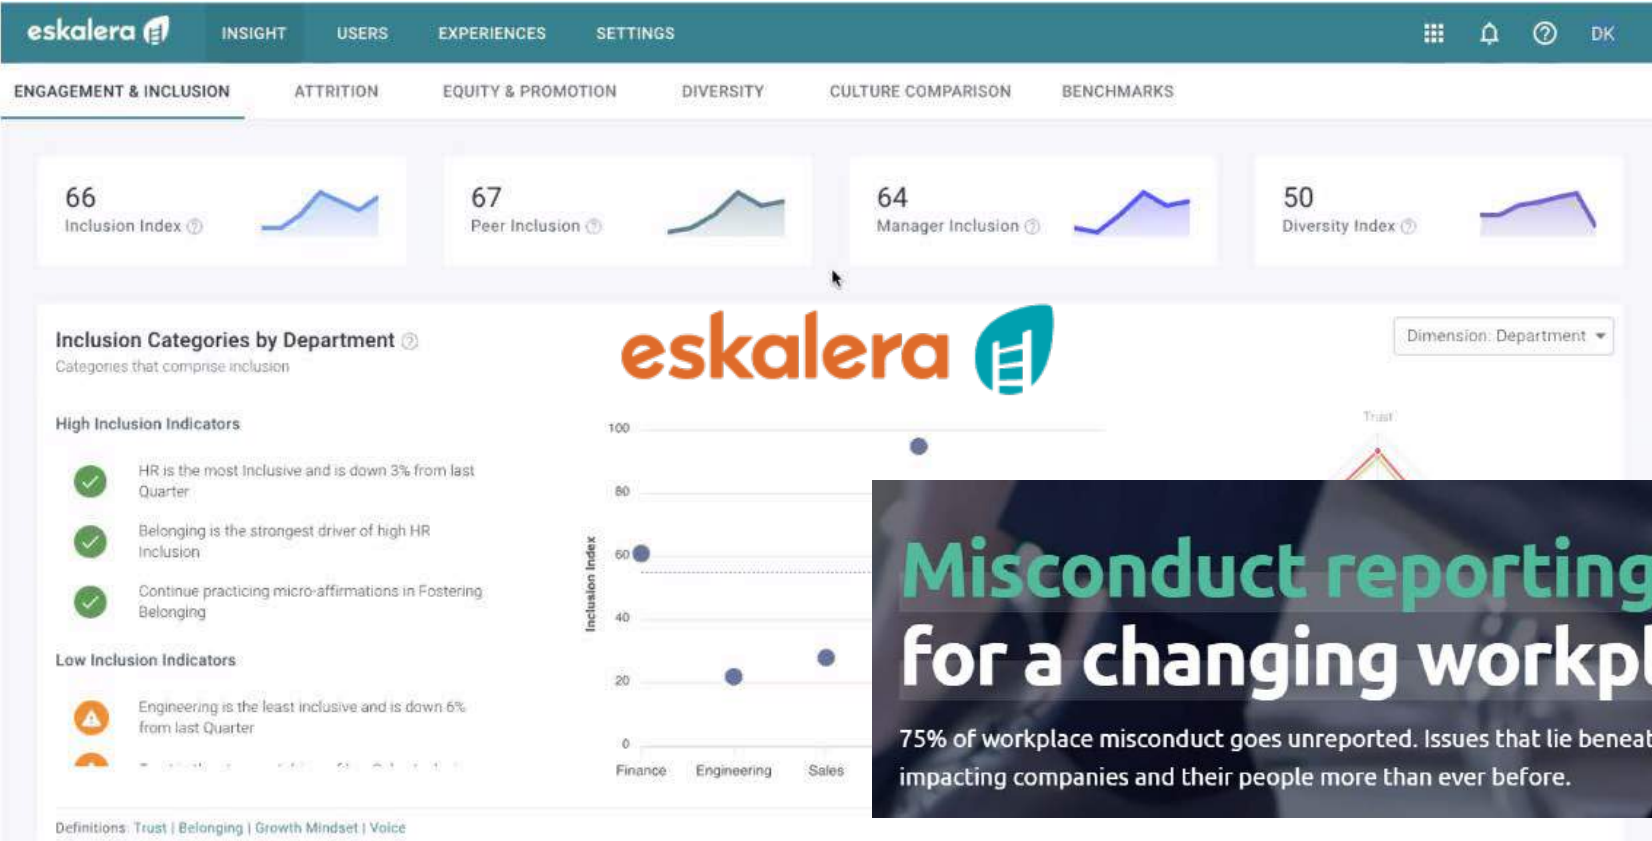 eskalera
INSIGHT
USERS
EXPERIENCES
SETTINGS
DK
ENGAGEMENT & INCLUSION
ATTRITION
EQUITY & PROMOTION
DIVERSITY
CULTURE COMPARISON
BENCHMARKS
66
Inclusion Index
67
Peer Inclusion
64
Manager Inclusion
50
Diversity Index
Inclusion Categories by Department
Categories that comprise inclusion
eskalera
Dimension: Department
High Inclusion Indicators
HR is the most Inclusive and is down 3% from last
Quarter
Belonging is the strongest driver of high HR
Inclusion
Continue practicing micro-affirmations in Fostering
Belonging
Low Inclusion Indicators
Engineering is the least inclusive and is down 6%
from last Quarter
Inclusion Index
100
80
60
40
20
0
Finance
Engineering
Sales
Trust
Misconduct reporting
for a changing workpl
75% of workplace misconduct goes unreported. Issues that lie beneat
impacting companies and their people more than ever before.
Definitions: Trust | Belonging | Growth Mindset | Voice